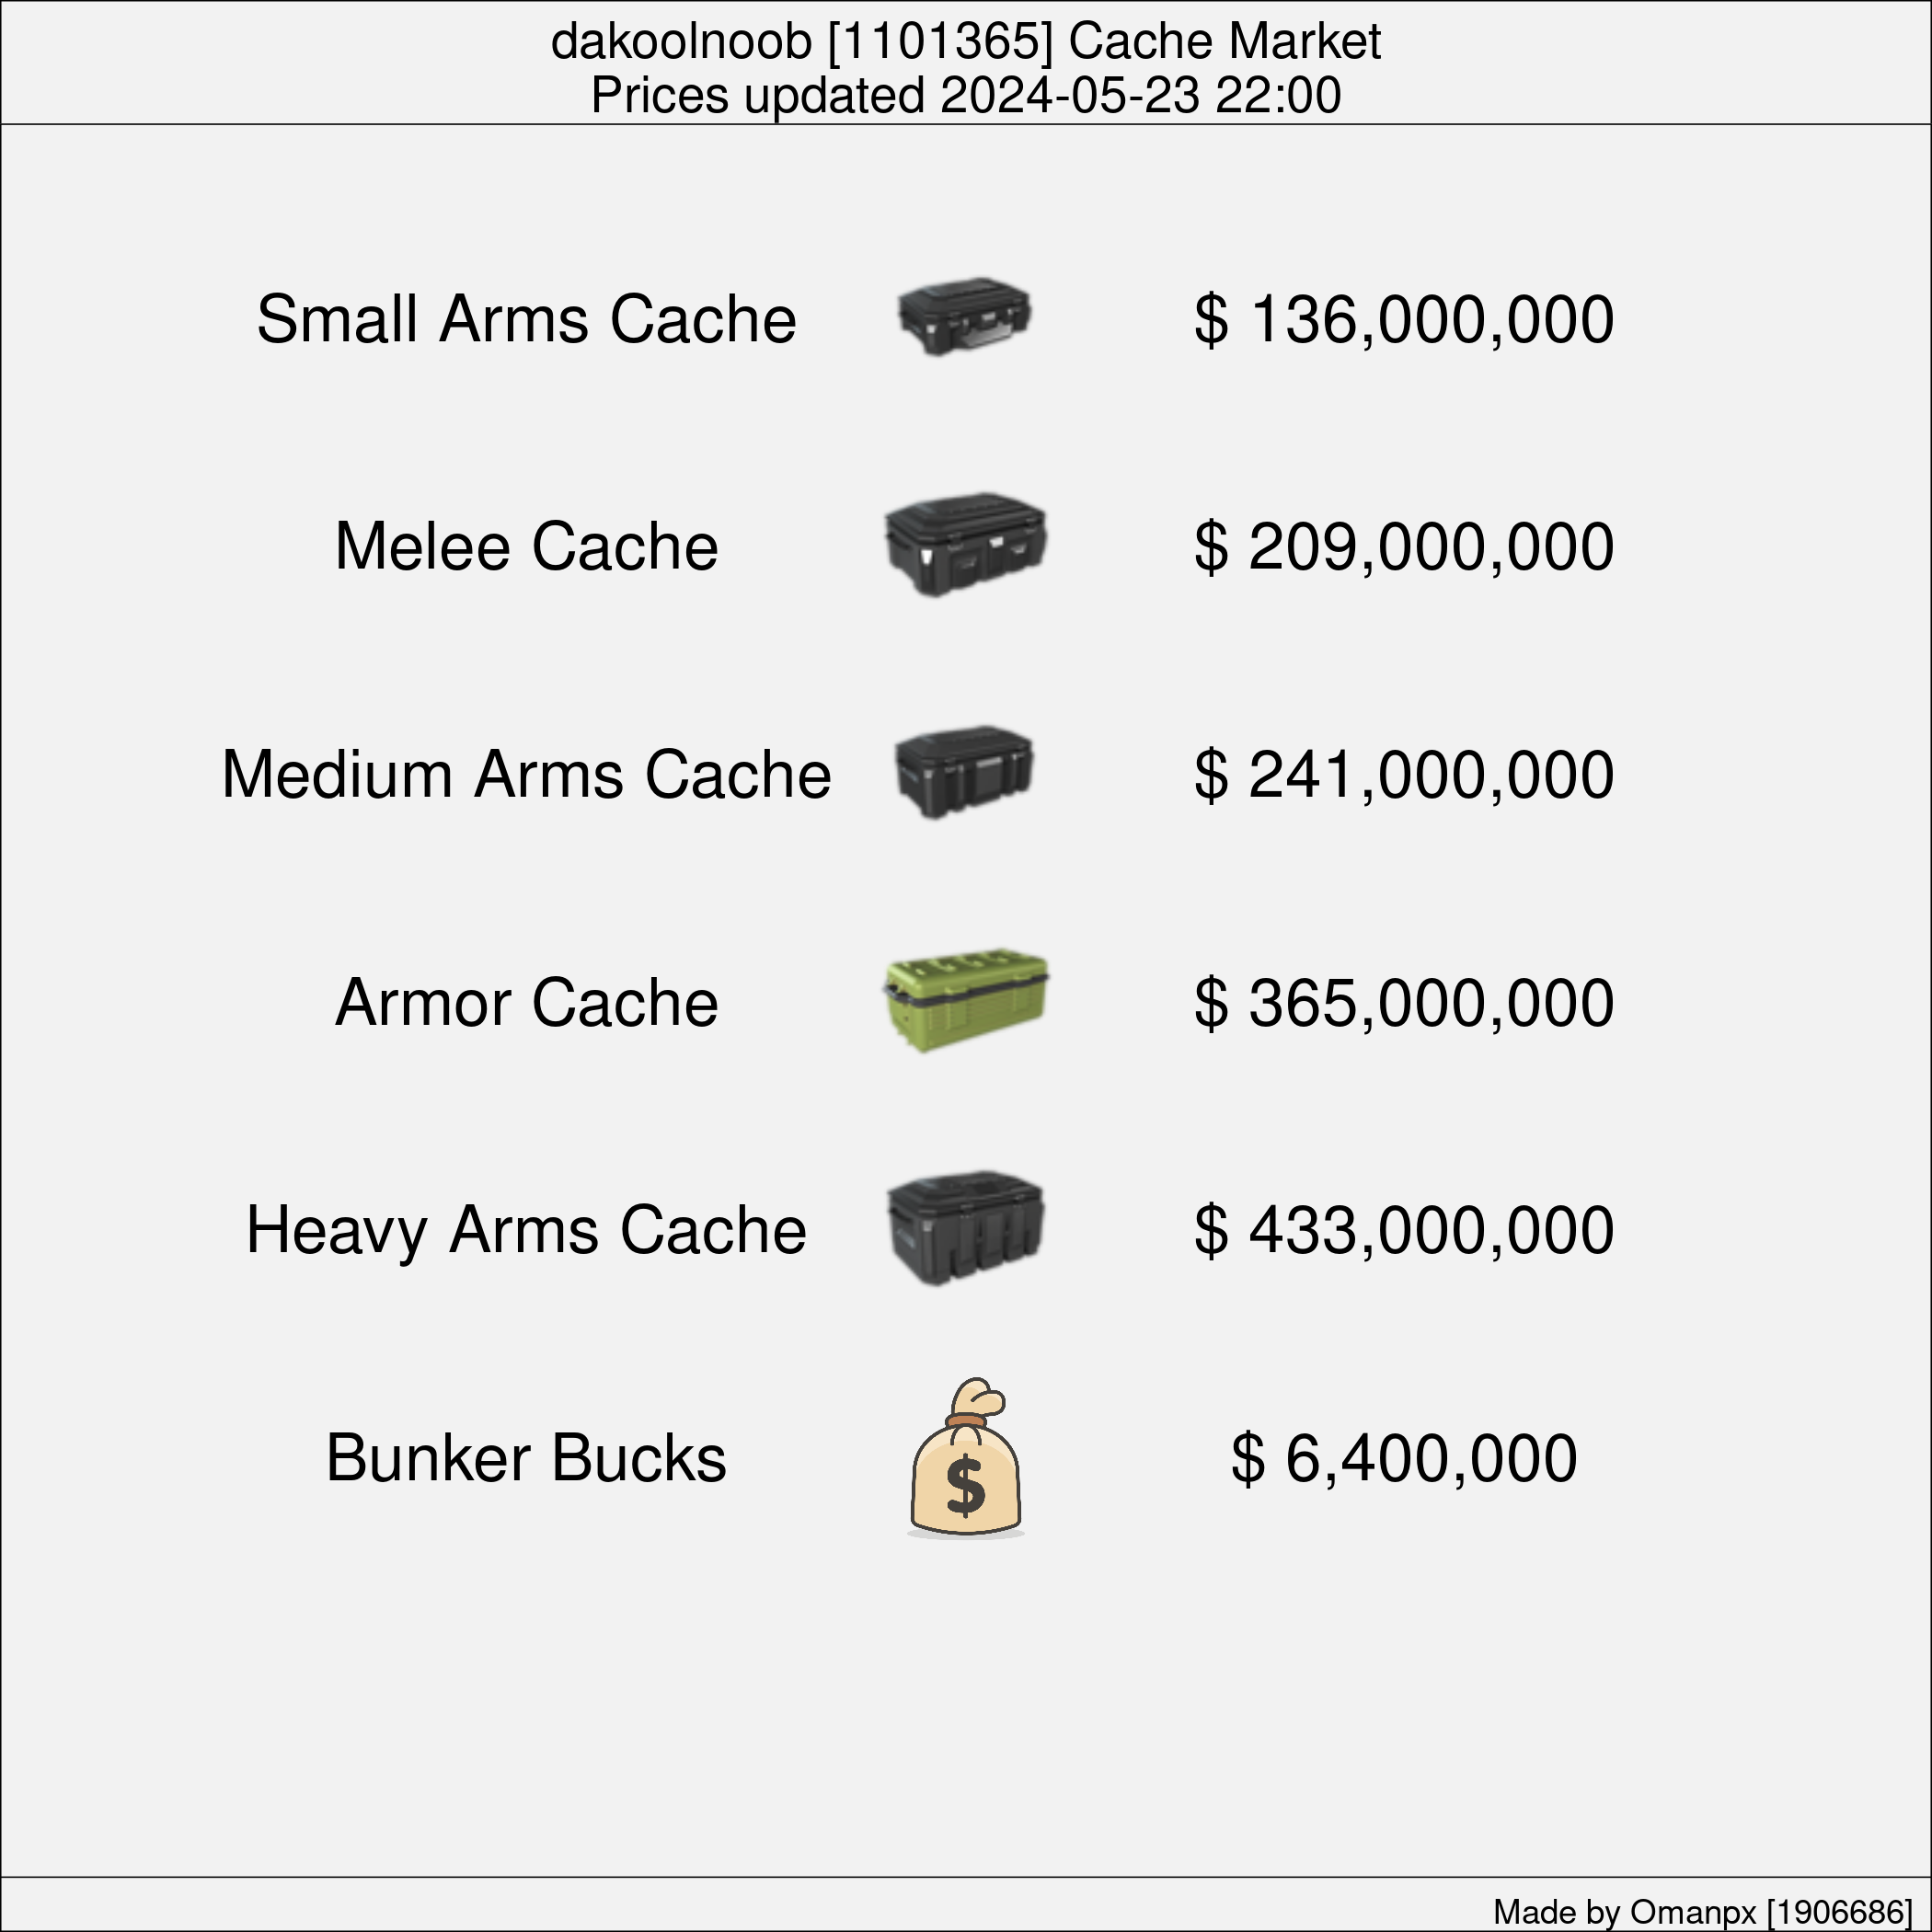 dakoolnoob [1101365] Cache Market
Prices updated 2024-05-23 22:00
Small Arms Cache $ 136,000,000
Melee Cache $ 209,000,000
Medium Arms Cache $ 241,000,000
Armor Cache $ 365,000,000
Heavy Arms Cache $ 433,000,000
Bunker Bucks $ $ 6,400,000
Made by Omanpx [1906686]